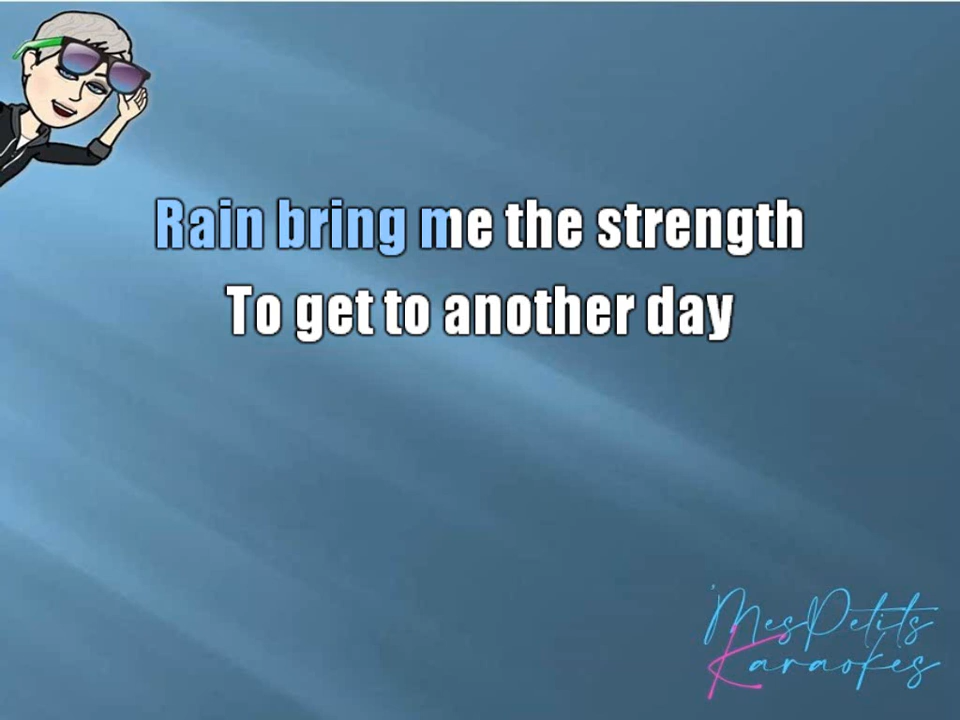 Rain bring me the strength
To get to another day
MesPetits
Karaokes